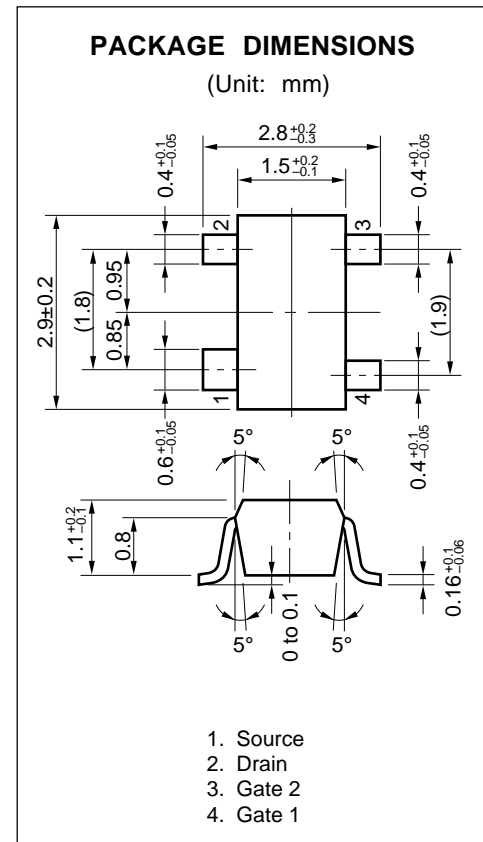 PACKAGE DIMENSIONS
(Unit: mm)
2.8 +0.2 −0.3
1.5 +0.2 −0.1
0.4 +0.1 −0.05
0.4 +0.1 −0.05
2
3
2.9±0.2
(1.8)
0.95
0.85
(1.9)
1
4
0.6 +0.1 −0.05
0.4 +0.1 −0.05
5°
5°
1.1 +0.2 −0.1
0.8
0 to 0.1
0.16 +0.1 −0.06
5°
5°
1. Source
2. Drain
3. Gate 2
4. Gate 1